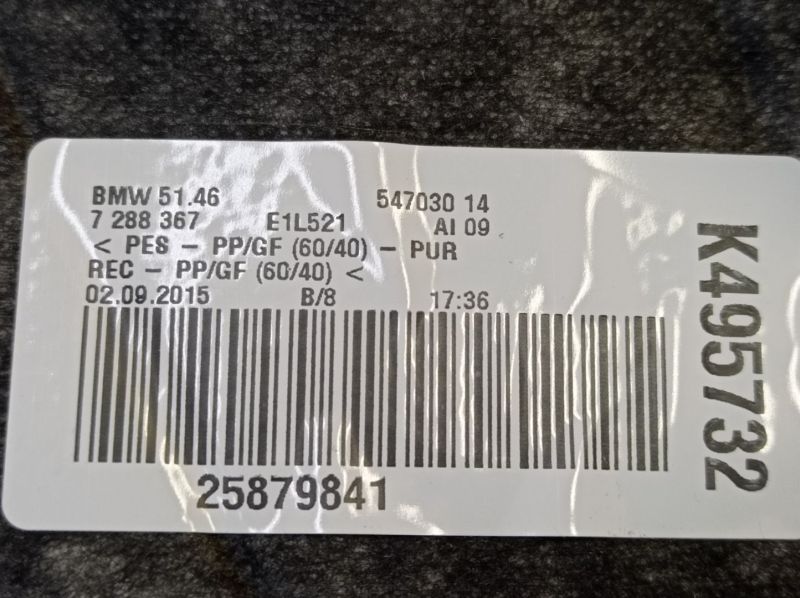 BMW 51.46 547030 14
7 288 367 E1L521 AI 09
< PES - PP/GF (60/40) - PUR
REC - PP/GF (60/40) <
02.09.2015 B/8 17:36
25879841
K495732